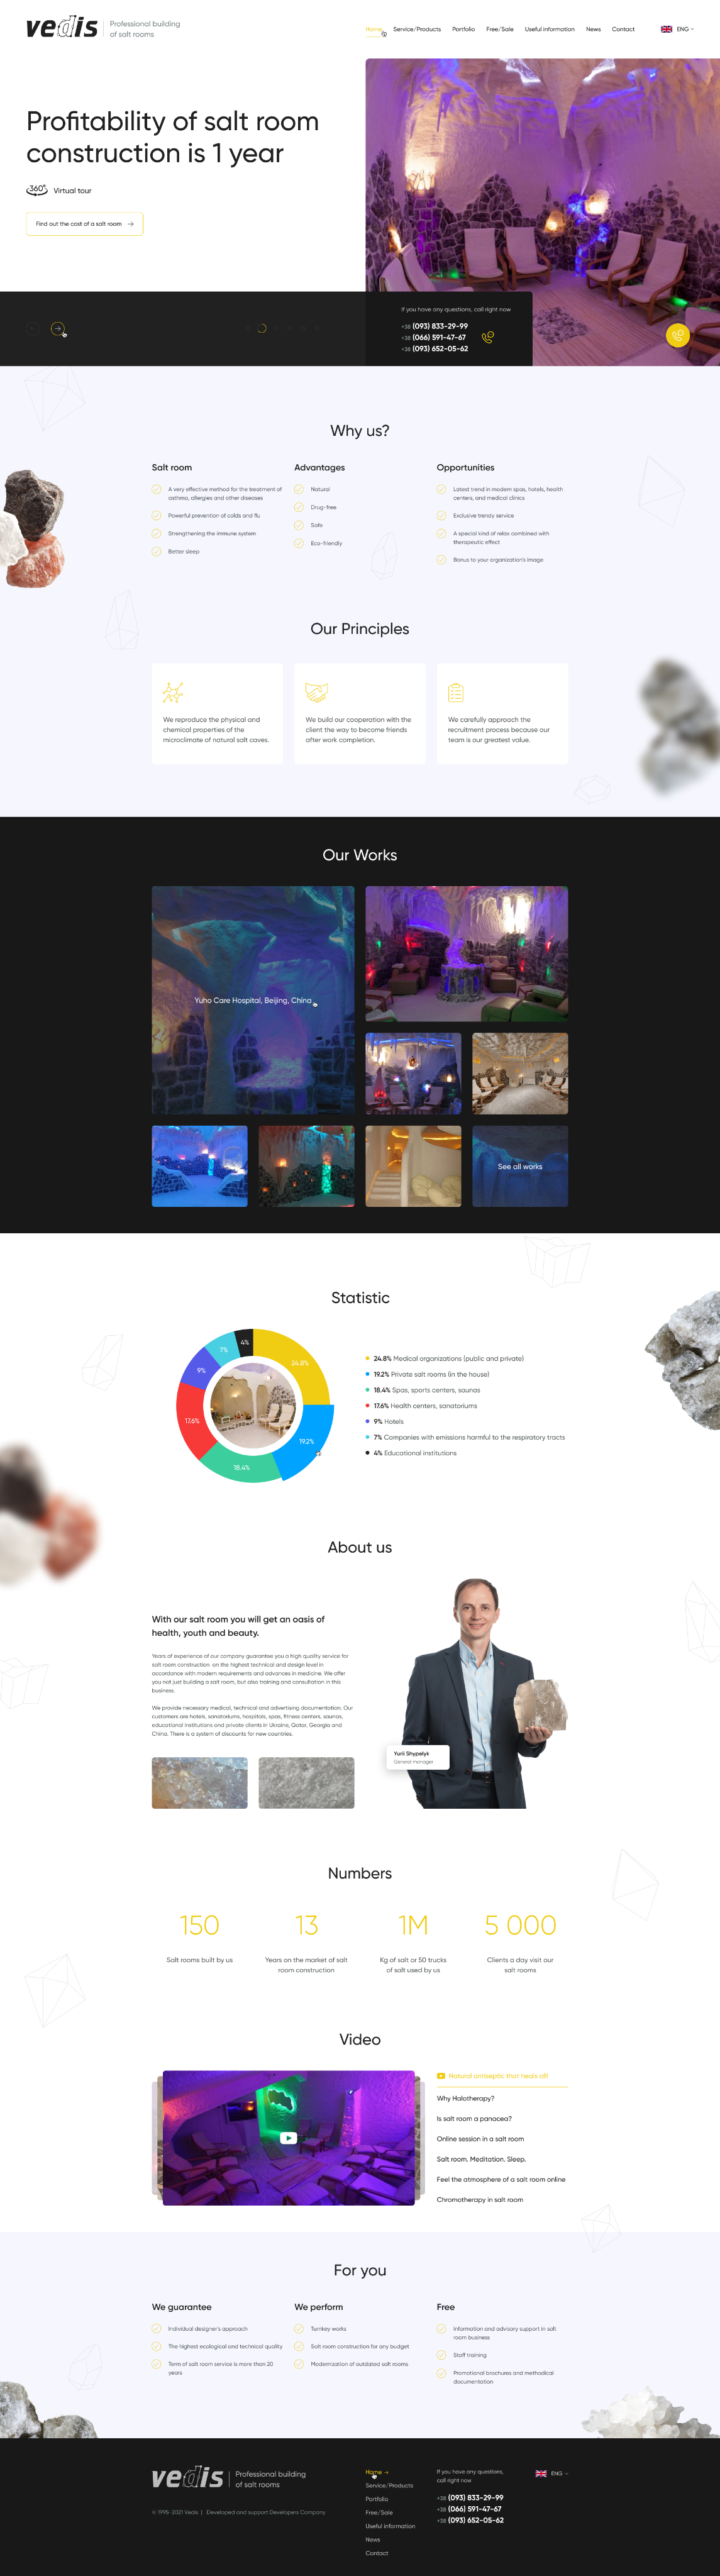 vedis
Professional building
of salt rooms
Home
Service/Products
Portfolio
Free/Sale
Useful information
News
Contact
ENG
Profitability of salt room
construction is 1 year
360°
Virtual tour
Find out the cost of a salt room →
If you have any questions, call right now
+38 (093) 833-29-99
+38 (066) 591-47-67
+38 (093) 652-05-62
Why us?
Salt room
A very effective method for the treatment of
asthma, allergies and other diseases
Powerful prevention of colds and flu
Strengthening the immune system
Better sleep
Advantages
Natural
Drug-free
Safe
Eco-friendly
Opportunities
Latest trend in modern spas, hotels, health
centers, and medical clinics
Exclusive trendy service
A special kind of relax combined with
therapeutic effect
Bonus to your organization's image
Our Principles
We reproduce the physical and
chemical properties of the
microclimate of natural salt caves.
We build our cooperation with the
client the way to become friends
after work completion.
We carefully approach the
recruitment process because our
team is our greatest value.
Our Works
Yuho Care Hospital, Beijing, China
See all works
Statistic
4%
24.8%
7%
9%
17.6%
19.2%
18.4%
24.8% Medical organizations (public and private)
19.2% Private salt rooms (in the house)
18.4% Spas, sports centers, saunas
17.6% Health centers, sanatoriums
9% Hotels
7% Companies with emissions harmful to the respiratory tracts
4% Educational institutions
About us
With our salt room you will get an oasis of
health, youth and beauty.
Years of experience of our company guarantee you a high quality service for
salt room construction on the highest technical and design level in
accordance with modern requirements and advances in medicine. We offer
you not just building a salt room, but also training and consultation in this
business.
We provide necessary medical, technical and advertising documentation. Our
customers are hotels, sanatoriums, hospitals, spas, fitness centers, saunas,
educational institutions and private clients in Ukraine, Qatar, Georgia and
China. There is a system of discounts for new countries.
Yurii Shypelyk
General manager
Numbers
150
Salt rooms built by us
13
Years on the market of salt
room construction
1M
Kg of salt or 50 trucks
of salt used by us
5 000
Clients a day visit our
salt rooms
Video
Natural antiseptic that heals all!
Why Halotherapy?
Is salt room a panacea?
Online session in a salt room
Salt room. Meditation. Sleep.
Feel the atmosphere of a salt room online
Chromotherapy in salt room
For you
We guarantee
Individual designer's approach
The highest ecological and technical quality
Term of salt room service is more than 20
years
We perform
Turnkey works
Salt room construction for any budget
Modernization of outdated salt rooms
Free
Information and advisory support in salt
room business
Staff training
Promotional brochures and methodical
documentation
vedis
Professional building
of salt rooms
© 1995-2021 Vedis | Developed and support Developers Company
Home →
Service/Products
Portfolio
Free/Sale
Useful information
News
Contact
If you have any questions,
call right now
+38 (093) 833-29-99
+38 (066) 591-47-67
+38 (093) 652-05-62
ENG